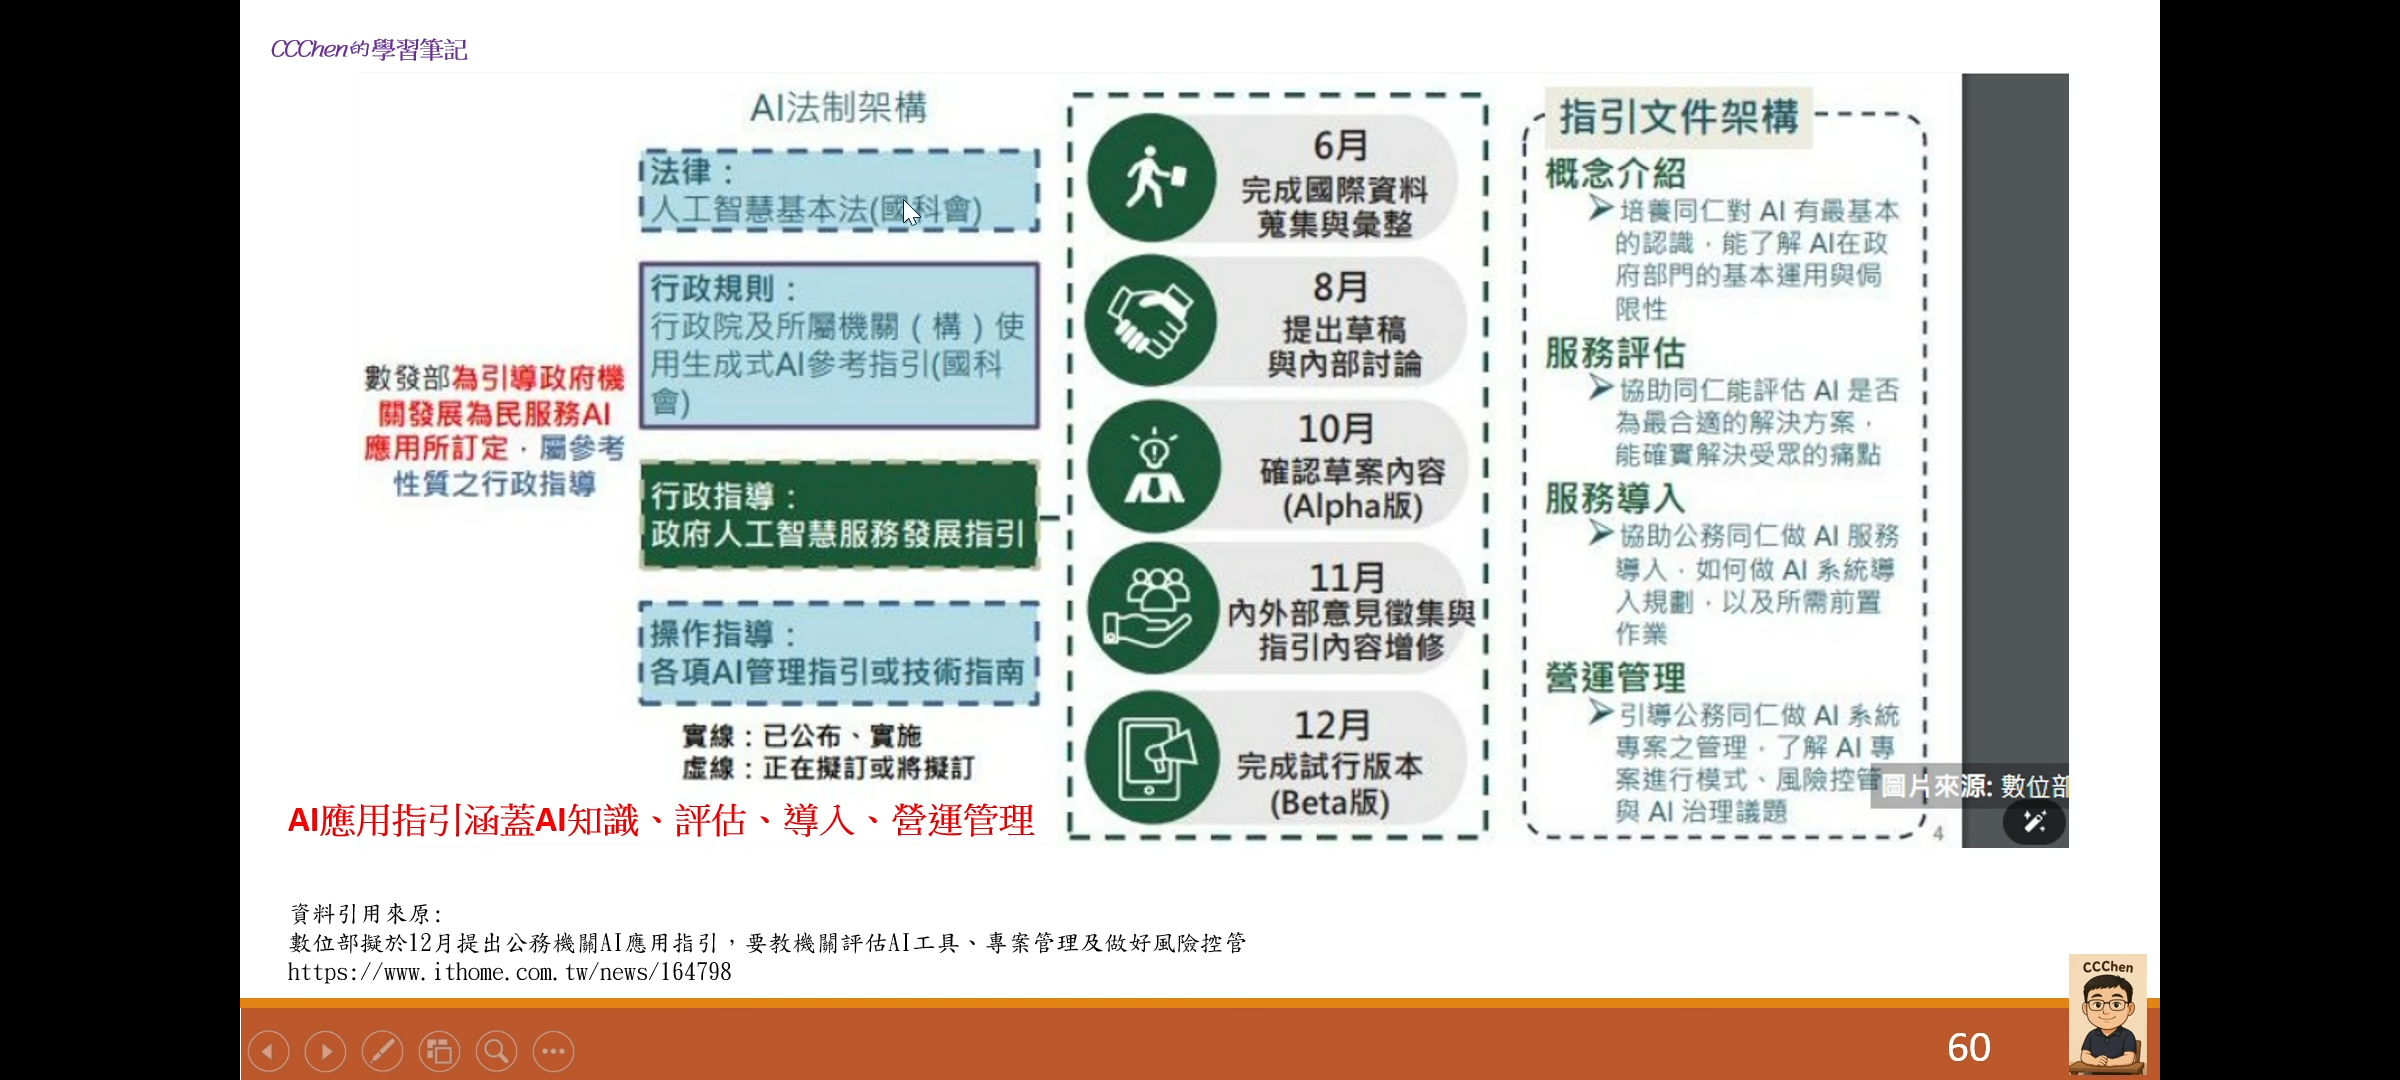 CCChen的學習筆記
AI法制架構
法律：
人工智慧基本法(國科會)
行政規則：
行政院及所屬機關（構）使
用生成式AI參考指引(國科
會)
數發部為引導政府機
關發展為民服務AI
應用所訂定，屬參考
性質之行政指導
行政指導：
政府人工智慧服務發展指引
操作指導：
各項AI管理指引或技術指南
實線：已公布、實施
虛線：正在擬訂或將擬訂
AI應用指引涵蓋AI知識、評估、導入、營運管理
6月
完成國際資料
蒐集與彙整
8月
提出草稿
與內部討論
10月
確認草案內容
(Alpha版)
11月
內外部意見徵集與
指引內容增修
12月
完成試行版本
(Beta版)
指引文件架構
概念介紹
➢培養同仁對 AI 有最基本
的認識，能了解 AI在政
府部門的基本運用與侷
限性
服務評估
➢協助同仁能評估 AI 是否
為最合適的解決方案，
能確實解決受眾的痛點
服務導入
➢協助公務同仁做 AI 服務
導入，如何做 AI 系統導
入規劃，以及所需前置
作業
營運管理
➢引導公務同仁做 AI 系統
專案之管理，了解 AI 專
案進行模式、風險控管
與 AI 治理議題
圖片來源: 數位部
4
資料引用來原:
數位部擬於12月提出公務機關AI應用指引，要教機關評估AI工具、專案管理及做好風險控管
https://www.ithome.com.tw/news/164798
CCChen
60